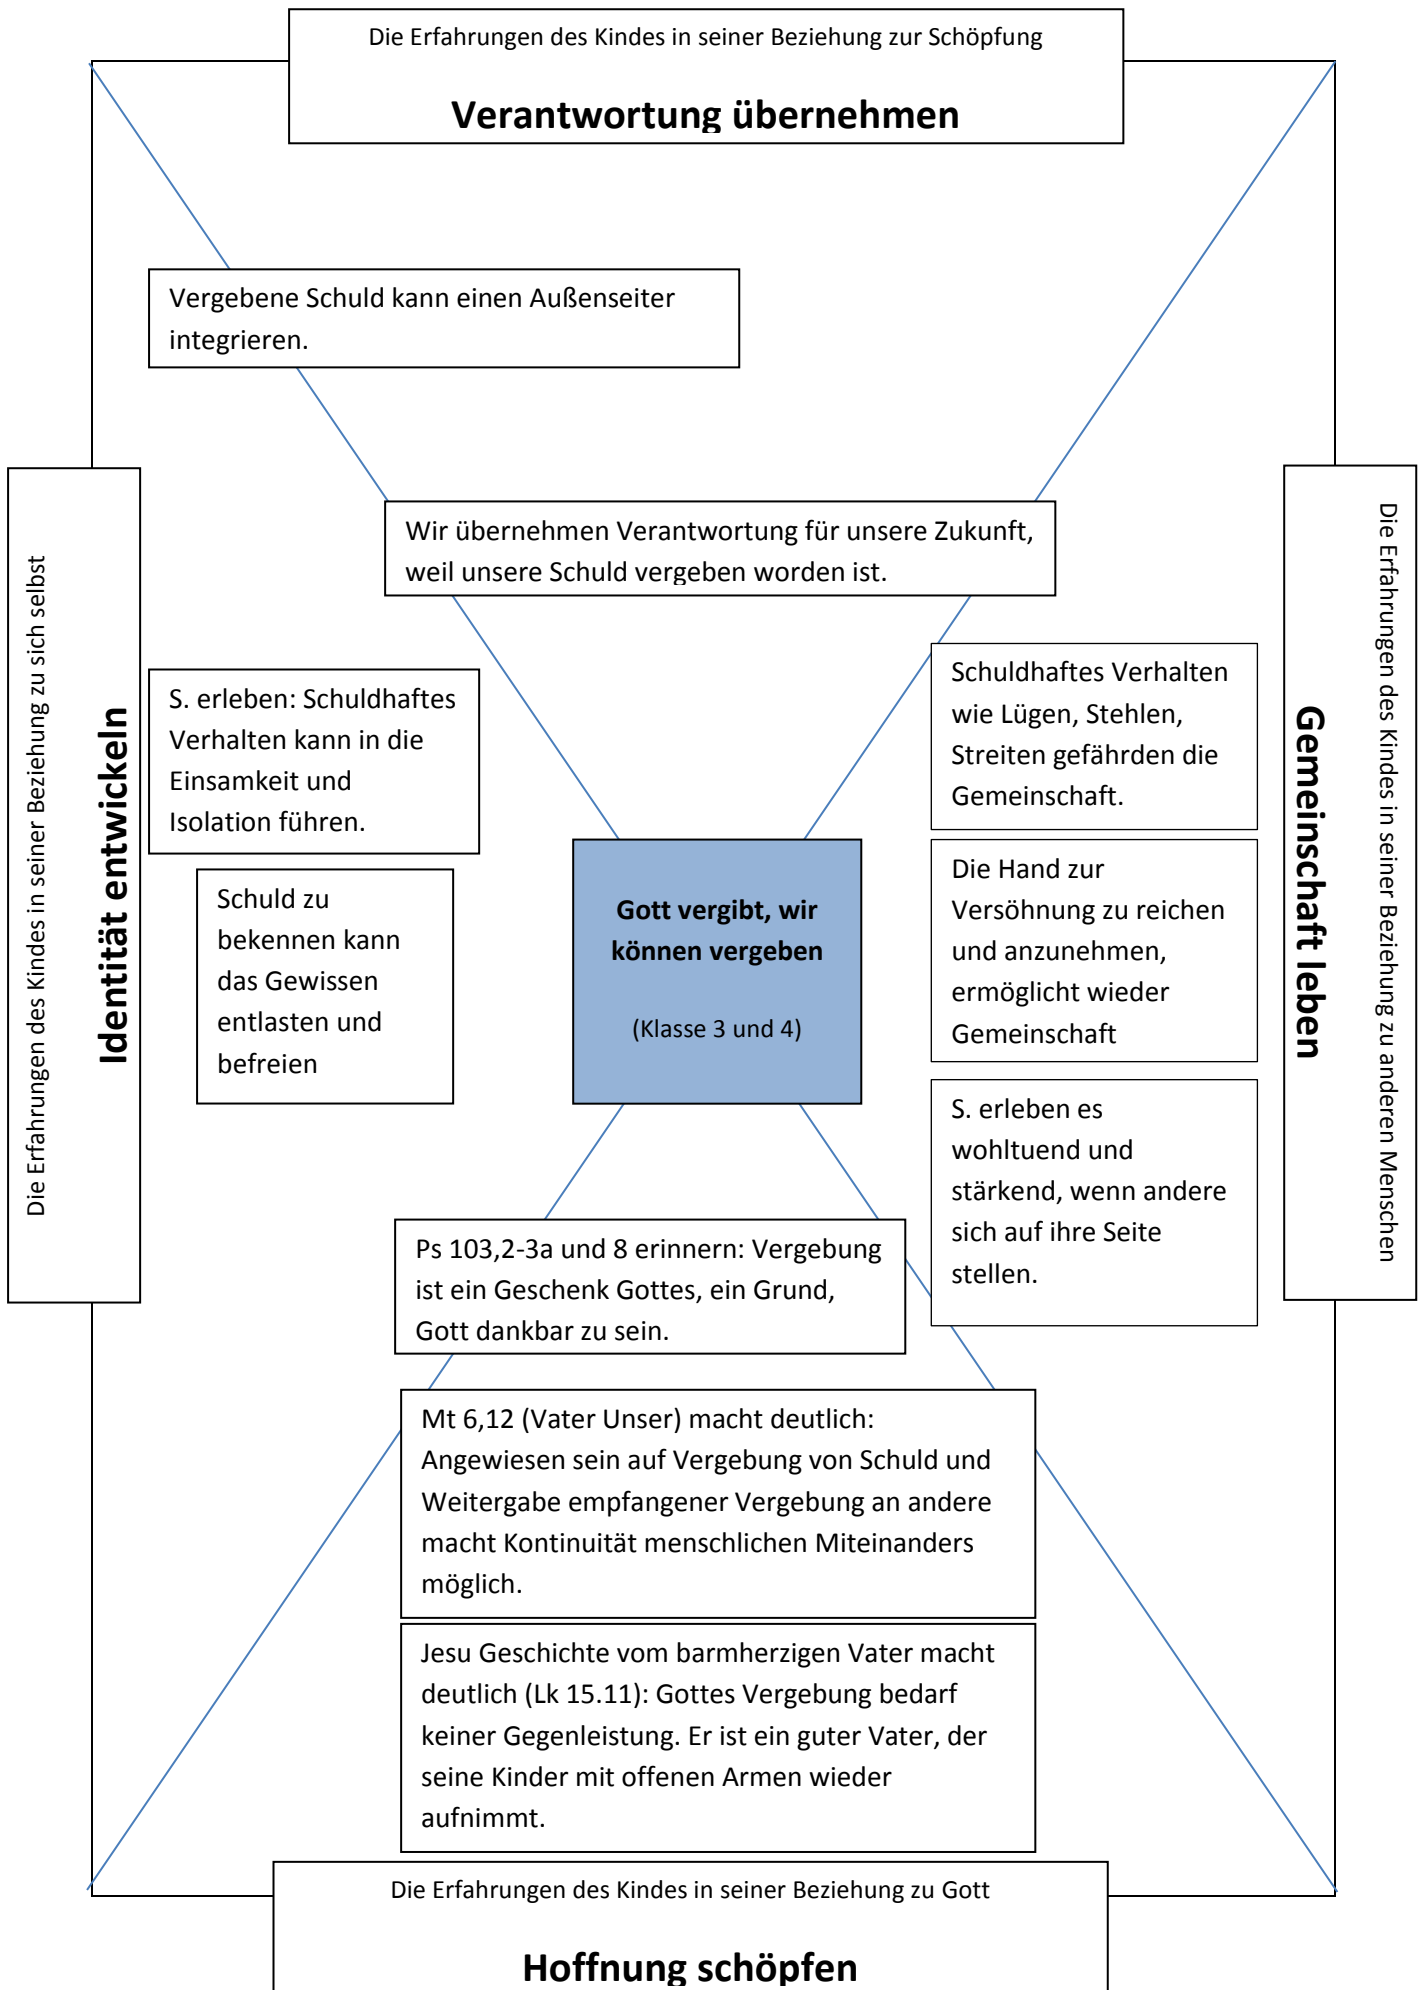 Die Erfahrungen des Kindes in seiner Beziehung zur Schöpfung
Verantwortung übernehmen
Vergebene Schuld kann einen Außenseiter
integrieren.
Wir übernehmen Verantwortung für unsere Zukunft,
weil unsere Schuld vergeben worden ist.
Die Erfahrungen des Kindes in seiner Beziehung zu sich selbst
Identität entwickeln
S. erleben: Schuldhaftes
Verhalten kann in die
Einsamkeit und
Isolation führen.
Schuld zu
bekennen kann
das Gewissen
entlasten und
befreien
Gott vergibt, wir
können vergeben
(Klasse 3 und 4)
Schuldhaftes Verhalten
wie Lügen, Stehlen,
Streiten gefährden die
Gemeinschaft.
Die Hand zur
Versöhnung zu reichen
und anzunehmen,
ermöglicht wieder
Gemeinschaft
S. erleben es
wohltuend und
stärkend, wenn andere
sich auf ihre Seite
stellen.
Die Erfahrungen des Kindes in seiner Beziehung zu anderen Menschen
Gemeinschaft leben
Ps 103,2-3a und 8 erinnern: Vergebung
ist ein Geschenk Gottes, ein Grund,
Gott dankbar zu sein.
Mt 6,12 (Vater Unser) macht deutlich:
Angewiesen sein auf Vergebung von Schuld und
Weitergabe empfangener Vergebung an andere
macht Kontinuität menschlichen Miteinanders
möglich.
Jesu Geschichte vom barmherzigen Vater macht
deutlich (Lk 15.11): Gottes Vergebung bedarf
keiner Gegenleistung. Er ist ein guter Vater, der
seine Kinder mit offenen Armen wieder
aufnimmt.
Die Erfahrungen des Kindes in seiner Beziehung zu Gott
Hoffnung schöpfen